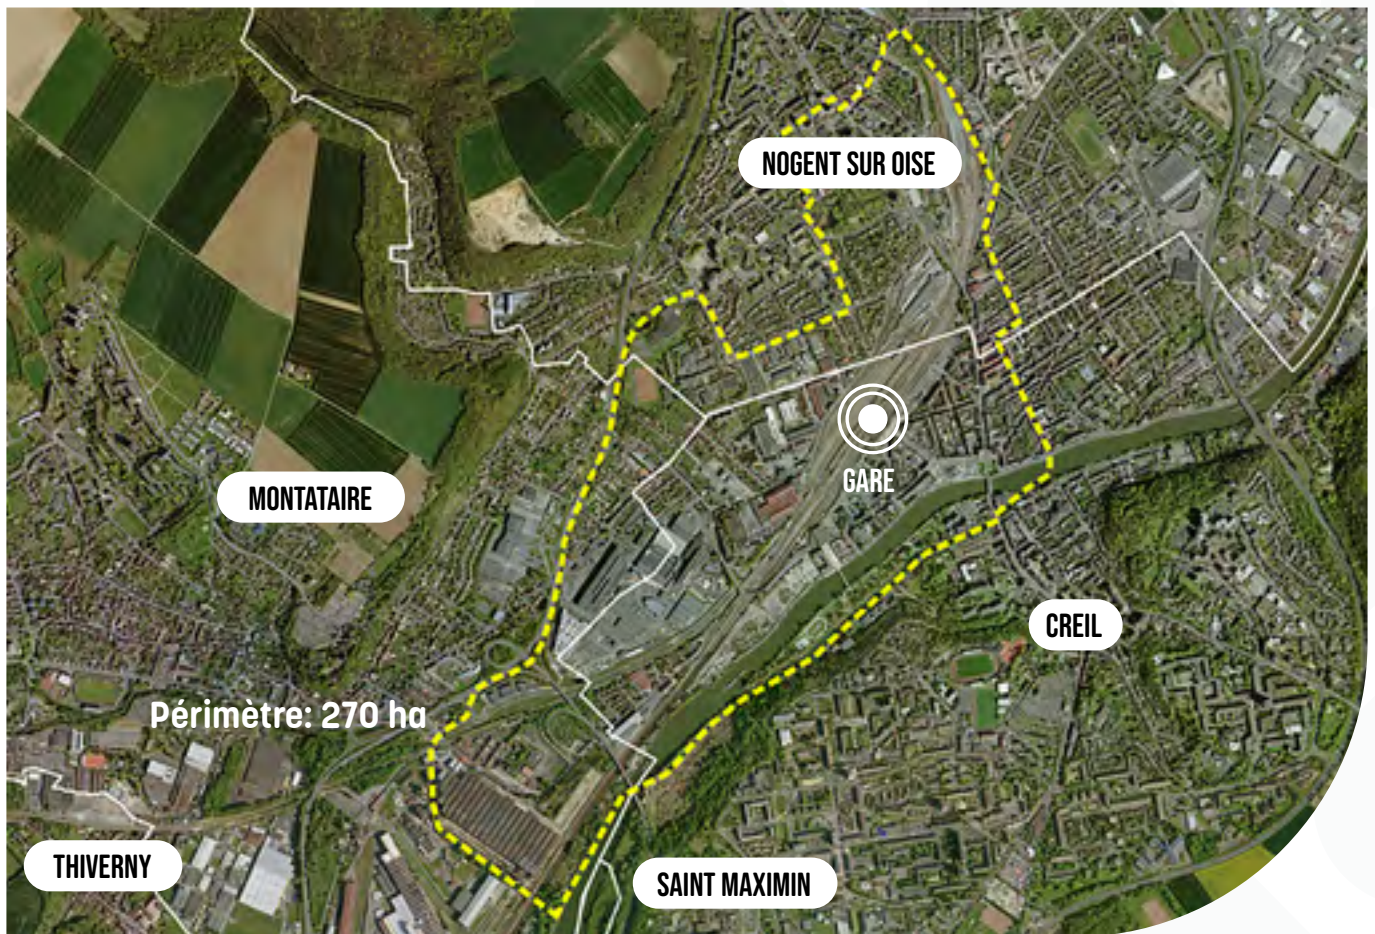 NOGENT SUR OISE
GARE
MONTATAIRE
CREIL
Périmètre: 270 ha
THIVERNY
SAINT MAXIMIN